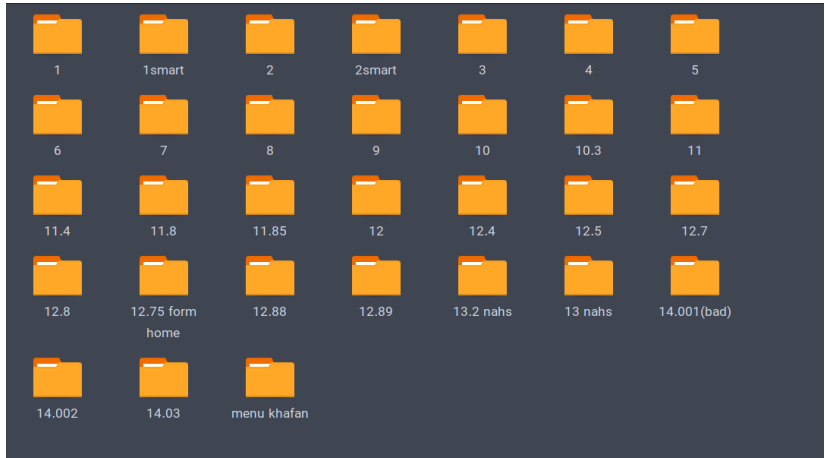 1 1smart 2 2smart 3 4 5
6 7 8 9 10 10.3 11
11.4 11.8 11.85 12 12.4 12.5 12.7
12.8 12.75 form 12.88 12.89 13.2 nahs 13 nahs 14.001(bad)
home
14.002 14.03 menu khafan